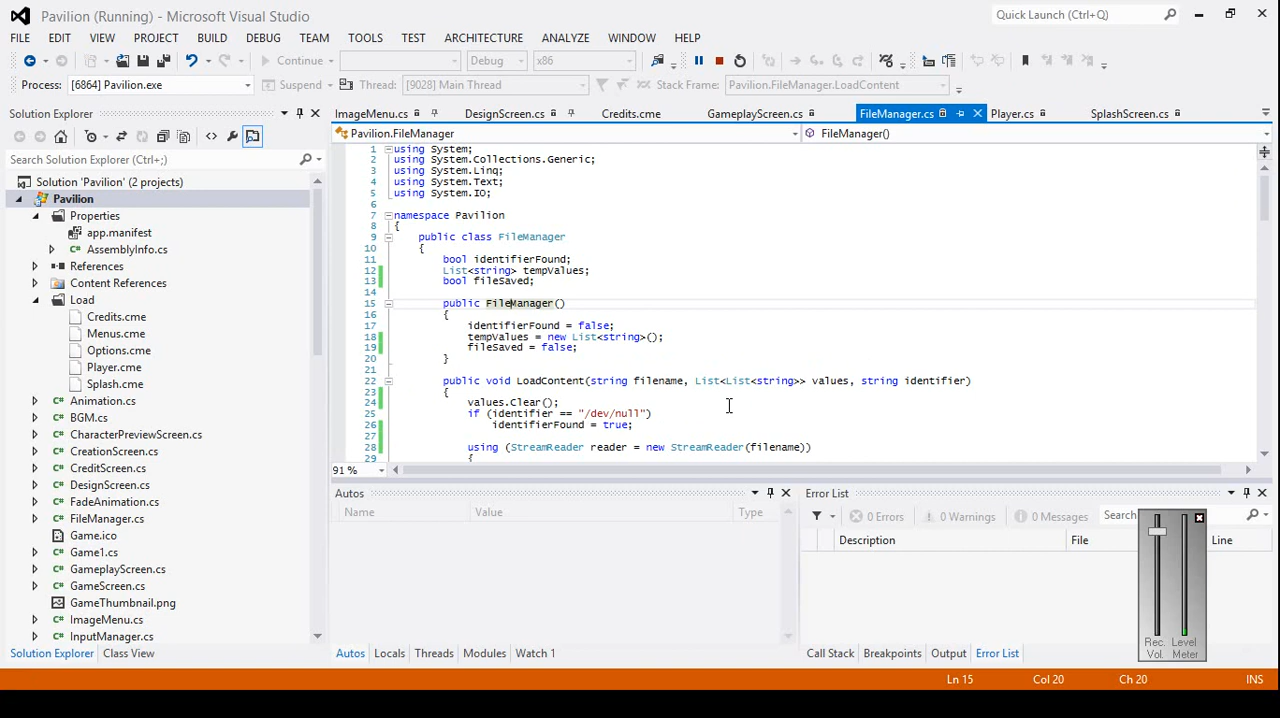 Pavilion (Running) - Microsoft Visual Studio
Quick Launch (Ctrl+Q)
FILE EDIT VIEW PROJECT BUILD DEBUG TEAM TOOLS TEST ARCHITECTURE ANALYZE WINDOW HELP
Continue Debug x86
Process: [6864] Pavilion.exe Suspend Thread: [9028] Main Thread Stack Frame: Pavilion.FileManager.LoadContent
Solution Explorer
Search Solution Explorer (Ctrl+;)
Solution 'Pavilion' (2 projects)
Pavilion
Properties
app.manifest
C# AssemblyInfo.cs
References
Content References
Load
Credits.cme
Menus.cme
Options.cme
Player.cme
Splash.cme
C# Animation.cs
C# BGM.cs
C# CharacterPreviewScreen.cs
C# CreationScreen.cs
C# CreditScreen.cs
C# DesignScreen.cs
C# FadeAnimation.cs
C# FileManager.cs
Game.ico
C# Game1.cs
C# GameplayScreen.cs
C# GameScreen.cs
GameThumbnail.png
C# ImageMenu.cs
C# InputManager.cs
Solution Explorer Class View
ImageMenu.cs DesignScreen.cs Credits.cme GameplayScreen.cs FileManager.cs Player.cs SplashScreen.cs
Pavilion.FileManager FileManager()
1 using System;
2 using System.Collections.Generic;
3 using System.Linq;
4 using System.Text;
5 using System.IO;
6
7 namespace Pavilion
8 {
9 public class FileManager
10 {
11 bool identifierFound;
12 List<string> tempValues;
13 bool fileSaved;
14
15 public FileManager()
16 {
17 identifierFound = false;
18 tempValues = new List<string>();
19 fileSaved = false;
20 }
21
22 public void LoadContent(string filename, List<List<string>> values, string identifier)
23 {
24 values.Clear();
25 if (identifier == "/dev/null")
26 identifierFound = true;
27
28 using (StreamReader reader = new StreamReader(filename))
29 {
91 %
Autos
Name Value Type
Autos Locals Threads Modules Watch 1
Error List
0 Errors 0 Warnings 0 Messages Search
Description File Line
Rec. Vol. Level Meter
Call Stack Breakpoints Output Error List
Ln 15 Col 20 Ch 20 INS